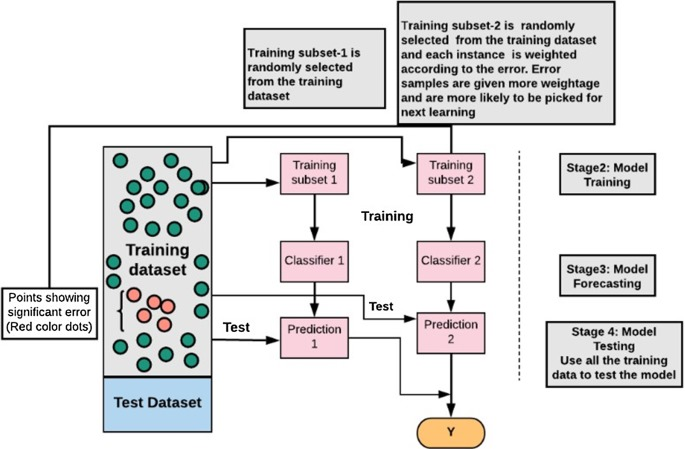 Training subset-1 is
randomly selected
from the training
dataset
Training subset-2 is randomly
selected from the training dataset
and each instance is weighted
according to the error. Error
samples are given more weightage
and are more likely to be picked for
next learning
Training
subset 1
Training
subset 2
Stage2: Model
Training
Training
Training
dataset
Classifier 1
Classifier 2
Stage3: Model
Forecasting
Points showing
significant error
(Red color dots)
Test
Test
Prediction
1
Prediction
2
Stage 4: Model
Testing
Use all the training
data to test the model
Test Dataset
Y